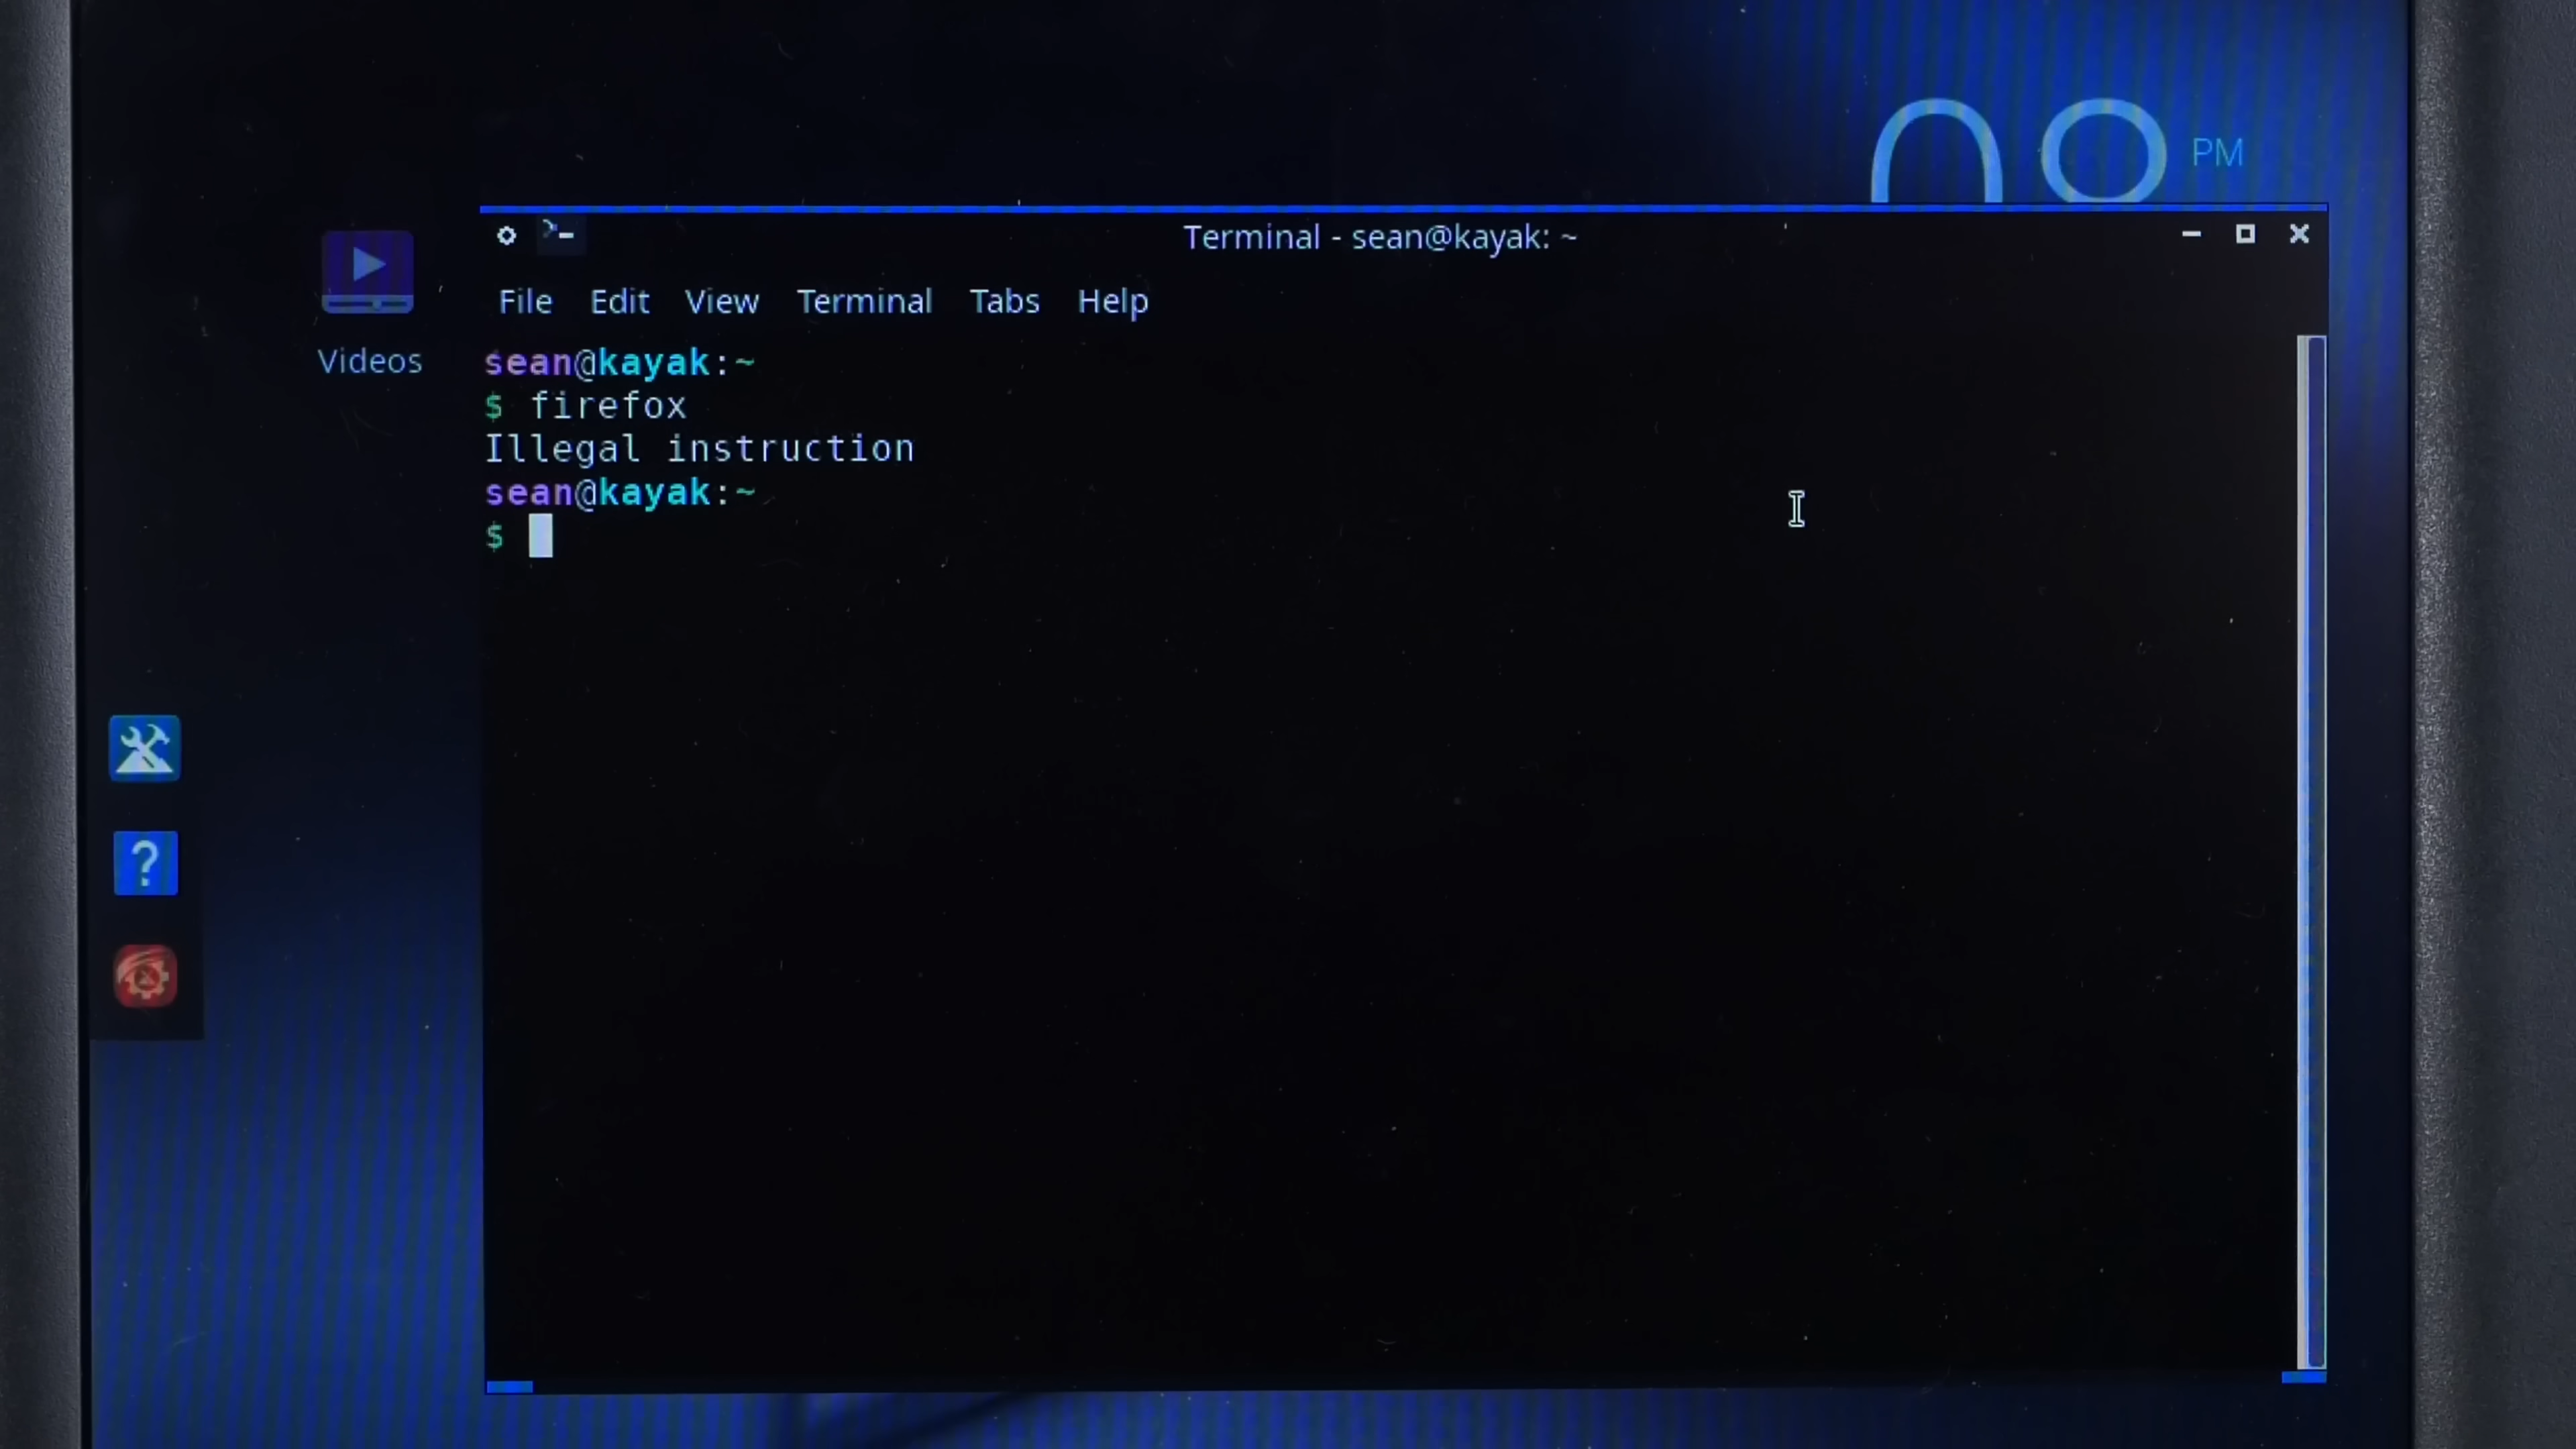 PM
Terminal - sean@kayak: ~
File Edit View Terminal Tabs Help
Videos
sean@kayak:~
$ firefox
Illegal instruction
sean@kayak:~
$
?